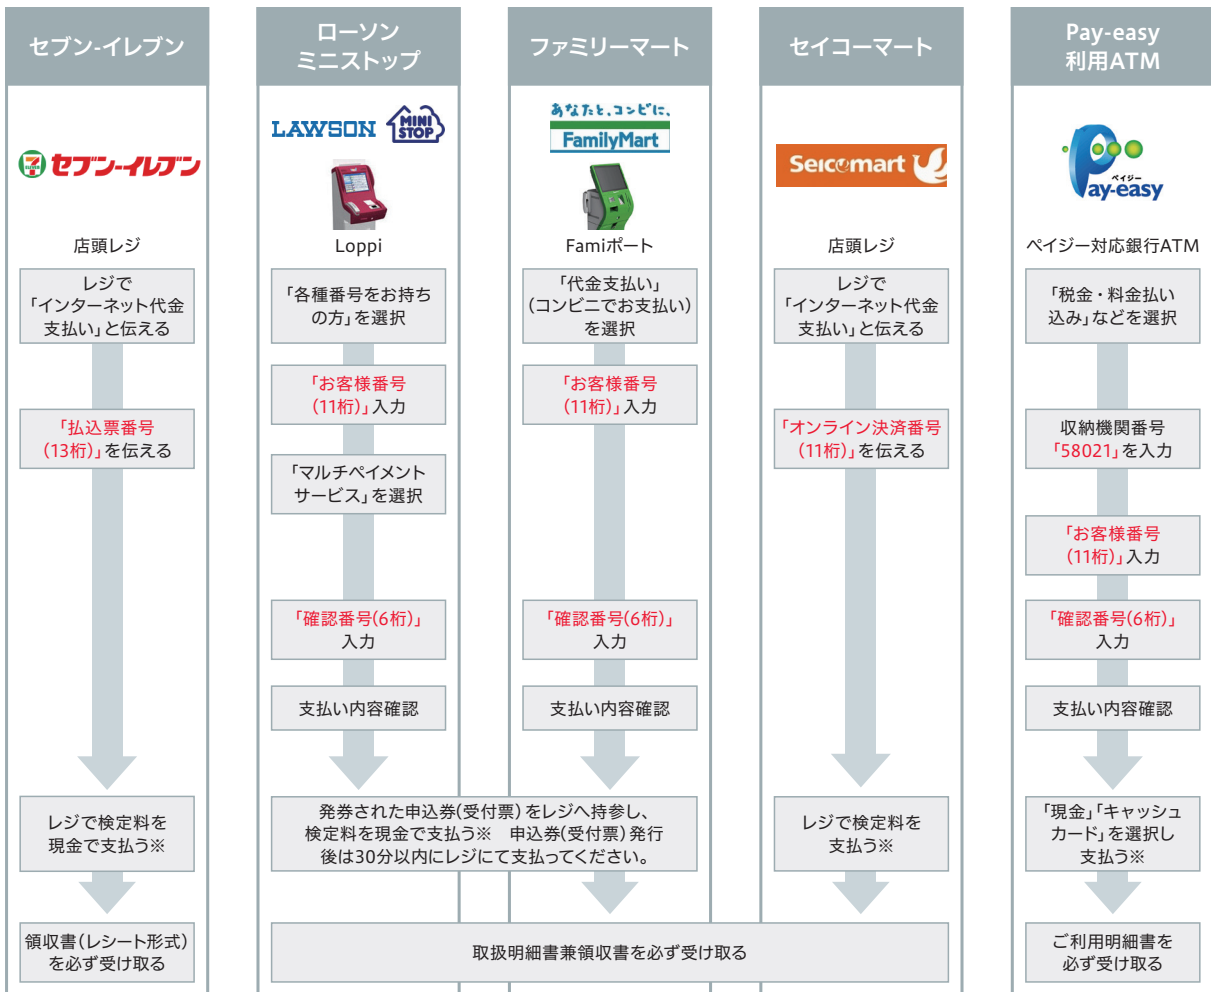 セブン-イレブン
7
ELEVEN
セブン-イレブン
店頭レジ
レジで
「インターネット代金
支払い」と伝える
「払込票番号
(13桁)」を伝える
レジで検定料を
現金で支払う※
領収書(レシート形式)
を必ず受け取る
ローソン
ミニストップ
LAWSON
MINI
STOP
Loppi
「各種番号をお持ち
の方」を選択
「お客様番号
(11桁)」入力
「マルチペイメント
サービス」を選択
「確認番号(6桁)」
入力
支払い内容確認
ファミリーマート
あなたと、コンビに、
FamilyMart
Famiポート
「代金支払い」
(コンビニでお支払い)
を選択
「お客様番号
(11桁)」入力
「確認番号(6桁)」
入力
支払い内容確認
発券された申込券(受付票)をレジへ持参し、
検定料を現金で支払う※　申込券(受付票)発行
後は30分以内にレジにて支払ってください。
セイコーマート
Seicomart
店頭レジ
レジで
「インターネット代金
支払い」と伝える
「オンライン決済番号
(11桁)」を伝える
レジで検定料を
支払う※
取扱明細書兼領収書を必ず受け取る
Pay-easy
利用ATM
ペイジー
Pay-easy
ペイジー対応銀行ATM
「税金・料金払い
込み」などを選択
収納機関番号
「58021」を入力
「お客様番号
(11桁)」入力
「確認番号(6桁)」
入力
支払い内容確認
「現金」「キャッシュ
カード」を選択し
支払う※
ご利用明細書を
必ず受け取る